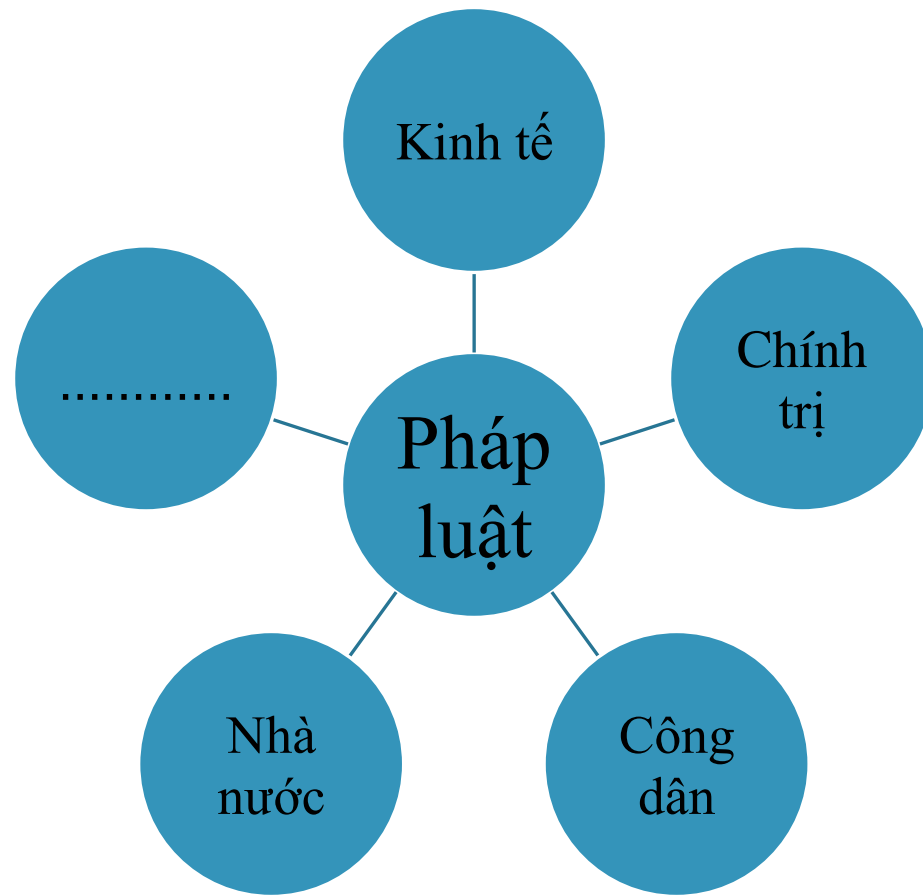 Kinh tế
Chính
trị
............
Pháp
luật
Nhà
nước
Công
dân